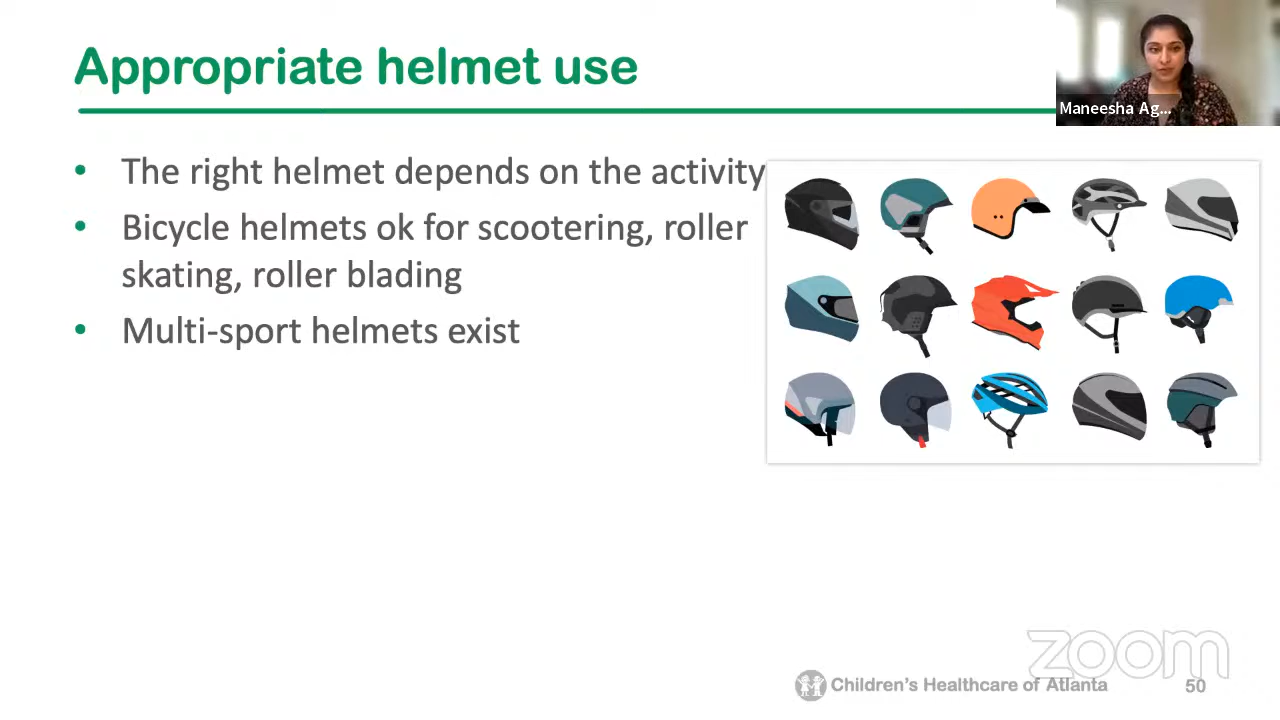 Appropriate helmet use
Maneesha Ag...
• The right helmet depends on the activity
• Bicycle helmets ok for scootering, roller
skating, roller blading
• Multi-sport helmets exist
zoom
Children's Healthcare of Atlanta
50